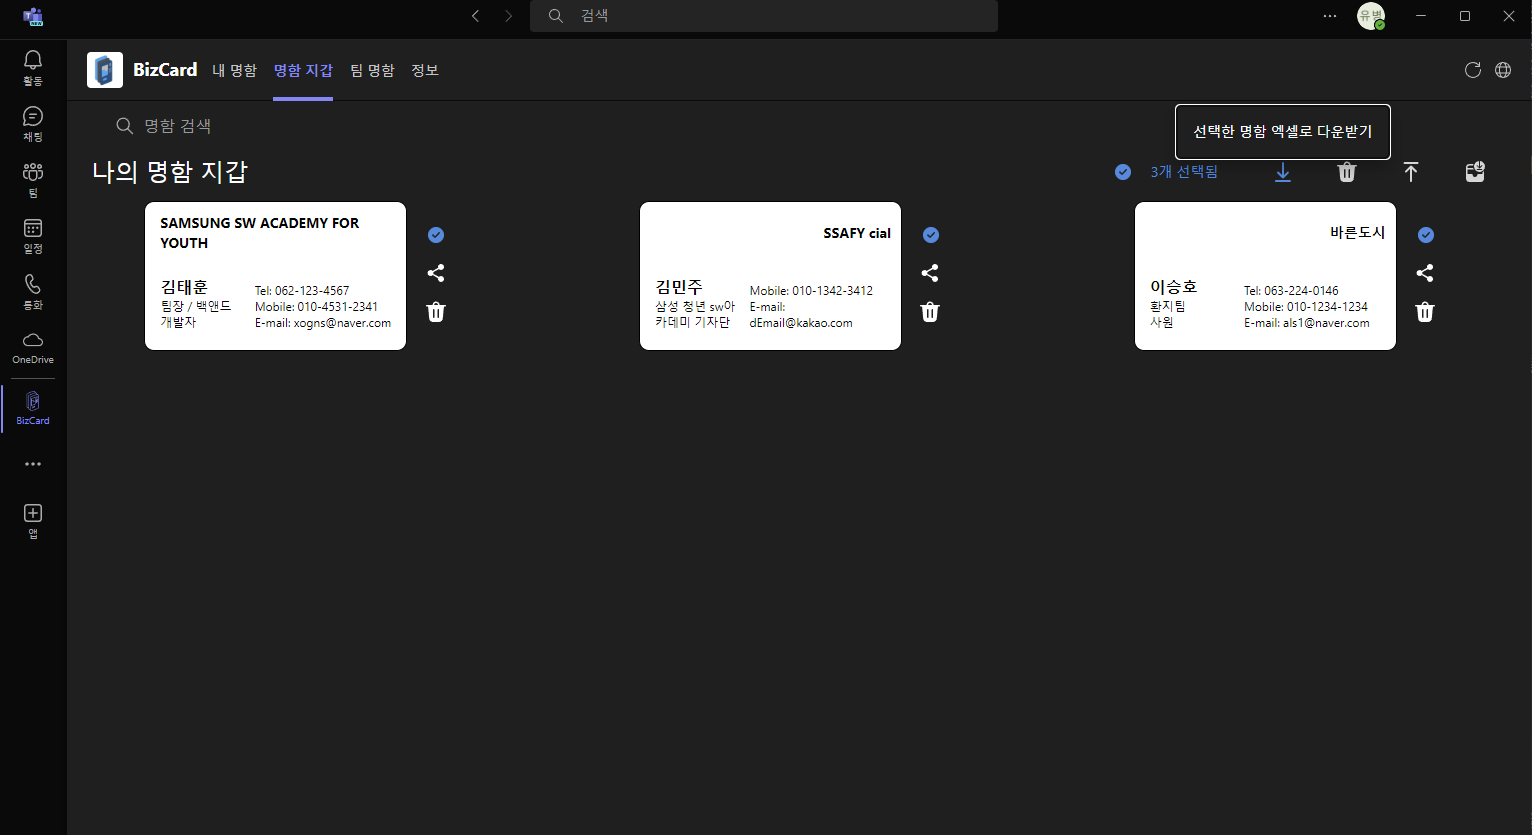 검색
유병
NEW
활동
채팅
팀
일정
통화
OneDrive
BizCard
앱
BizCard 내 명함 명함 지갑 팀 명함 정보
명함 검색
선택한 명함 엑셀로 다운받기
나의 명함 지갑
3개 선택됨
SAMSUNG SW ACADEMY FOR
YOUTH
김태훈
팀장 / 백앤드
개발자
Tel: 062-123-4567
Mobile: 010-4531-2341
E-mail: xogns@naver.com
SSAFY cial
김민주
삼성 청년 sw아
카데미 기자단
Mobile: 010-1342-3412
E-mail:
dEmail@kakao.com
바른도시
이승호
환지팀
사원
Tel: 063-224-0146
Mobile: 010-1234-1234
E-mail: als1@naver.com